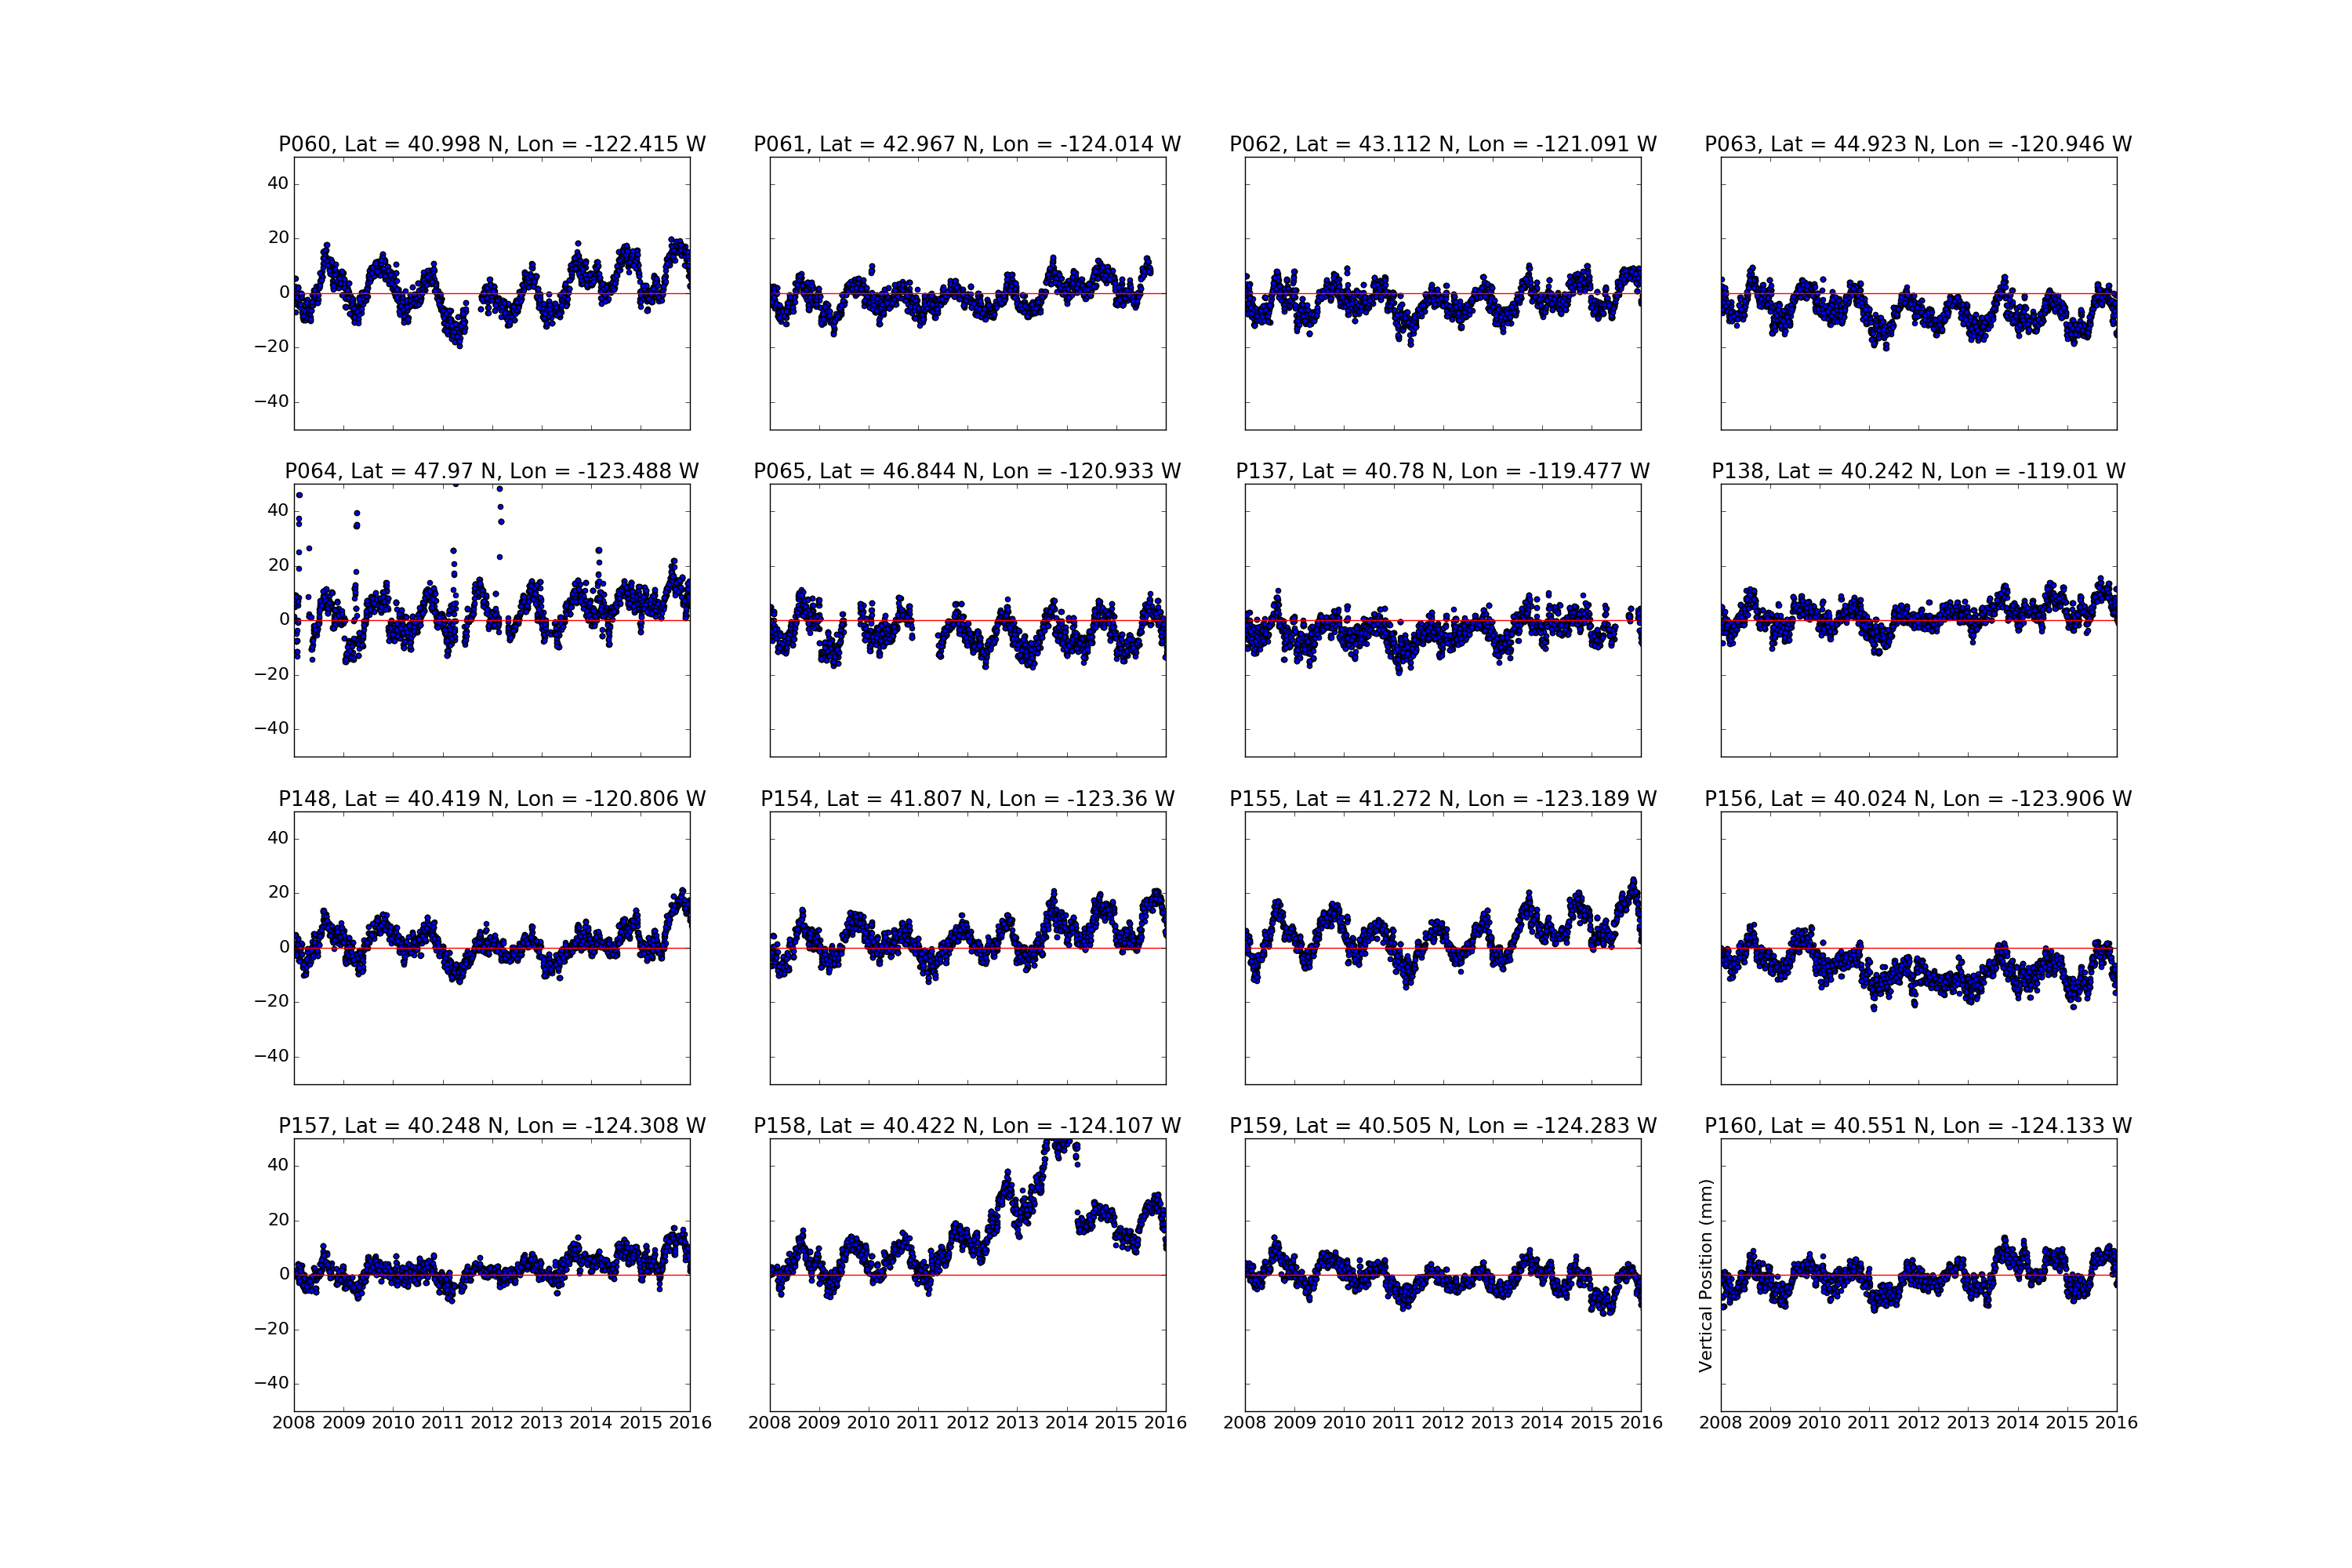 P060, Lat = 40.998 N, Lon = -122.415 W
P061, Lat = 42.967 N, Lon = -124.014 W
P062, Lat = 43.112 N, Lon = -121.091 W
P063, Lat = 44.923 N, Lon = -120.946 W
40
20
0
−20
−40
P064, Lat = 47.97 N, Lon = -123.488 W
P065, Lat = 46.844 N, Lon = -120.933 W
P137, Lat = 40.78 N, Lon = -119.477 W
P138, Lat = 40.242 N, Lon = -119.01 W
40
20
0
−20
−40
P148, Lat = 40.419 N, Lon = -120.806 W
P154, Lat = 41.807 N, Lon = -123.36 W
P155, Lat = 41.272 N, Lon = -123.189 W
P156, Lat = 40.024 N, Lon = -123.906 W
40
20
0
−20
−40
P157, Lat = 40.248 N, Lon = -124.308 W
P158, Lat = 40.422 N, Lon = -124.107 W
P159, Lat = 40.505 N, Lon = -124.283 W
P160, Lat = 40.551 N, Lon = -124.133 W
40
20
0
−20
−40
Vertical Position (mm)
2008 2009 2010 2011 2012 2013 2014 2015 2016
2008 2009 2010 2011 2012 2013 2014 2015 2016
2008 2009 2010 2011 2012 2013 2014 2015 2016
2008 2009 2010 2011 2012 2013 2014 2015 2016